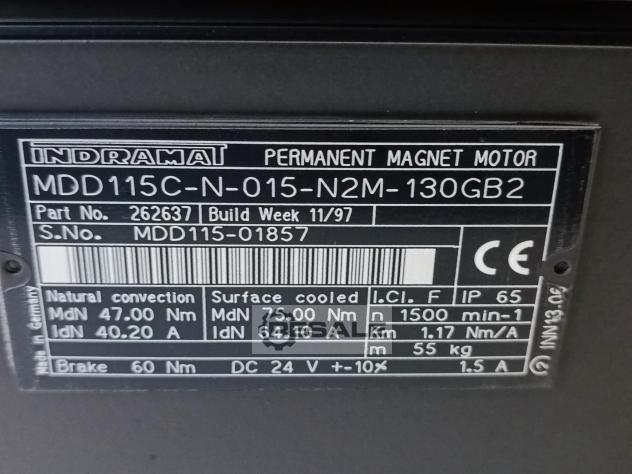 INDRAMAT PERMANENT MAGNET MOTOR
MDD115C-N-015-N2M-130GB2
Part No. 262637 Build Week 11/97
S.No. MDD115-01857
CE
Natural convection Surface cooled I.Cl. F IP 65
MdN 47.00 Nm MdN 75.00 Nm n 1500 min-1
IdN 40.20 A IdN 64.10 A Km 1.17 Nm/A
m 55 kg
Brake 60 Nm DC 24 V +-10% 1.5 A
Made in Germany